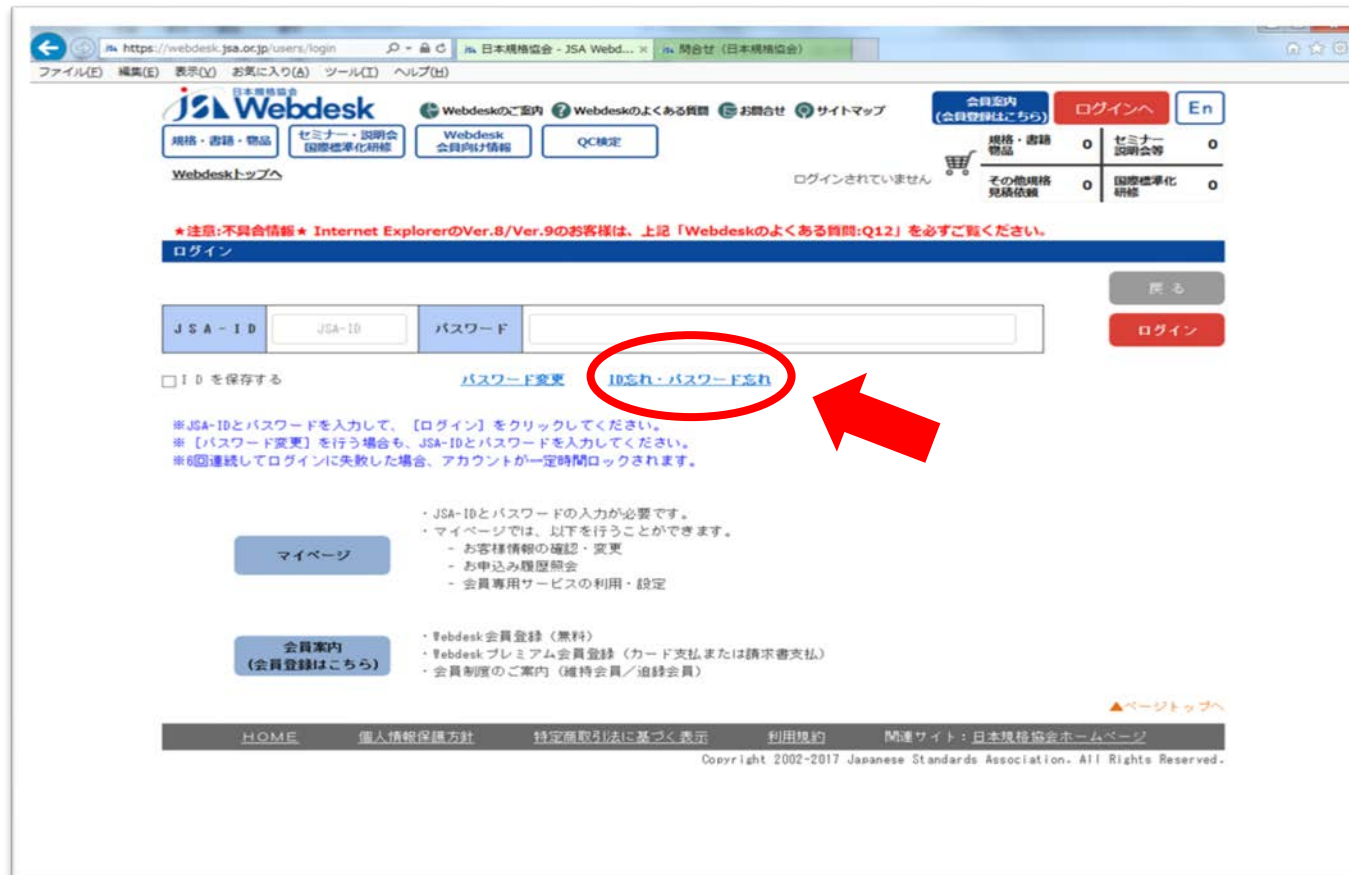 https://webdesk.jsa.or.jp/users/login
日本規格協会 - JSA Webd...
問合せ（日本規格協会）
ファイル(F) 編集(E) 表示(V) お気に入り(A) ツール(T) ヘルプ(H)
日本規格協会
JSA Webdesk
Webdeskのご案内 Webdeskのよくある質問 お問合せ サイトマップ
会員案内
(会員登録はこちら)
ログインへ
En
規格・書籍・物品
セミナー・説明会
国際標準化研修
Webdesk
会員向け情報
QC検定
規格・書籍
物品 0
セミナー
説明会等 0
Webdeskトップへ
ログインされていません
その他規格
見積依頼 0
国際標準化
研修 0
★注意:不具合情報★ Internet ExplorerのVer.8/Ver.9のお客様は、上記「Webdeskのよくある質問:Q12」を必ずご覧ください。
ログイン
戻る
JSA-ID JSA-ID パスワード
ログイン
IDを保存する パスワード変更 ID忘れ・パスワード忘れ
※JSA-IDとパスワードを入力して、［ログイン］をクリックしてください。
※［パスワード変更］を行う場合も、JSA-IDとパスワードを入力してください。
※6回連続してログインに失敗した場合、アカウントが一定時間ロックされます。
マイページ
・JSA-IDとパスワードの入力が必要です。
・マイページでは、以下を行うことができます。
- お客様情報の確認・変更
- お申込み履歴照会
- 会員専用サービスの利用・設定
会員案内
(会員登録はこちら)
・Webdesk会員登録（無料）
・Webdeskプレミアム会員登録（カード支払または請求書支払）
・会員制度のご案内（維持会員／追録会員）
▲ページトップへ
HOME 個人情報保護方針 特定商取引法に基づく表示 利用規約 関連サイト：日本規格協会ホームページ
Copyright 2002-2017 Japanese Standards Association. All Rights Reserved.